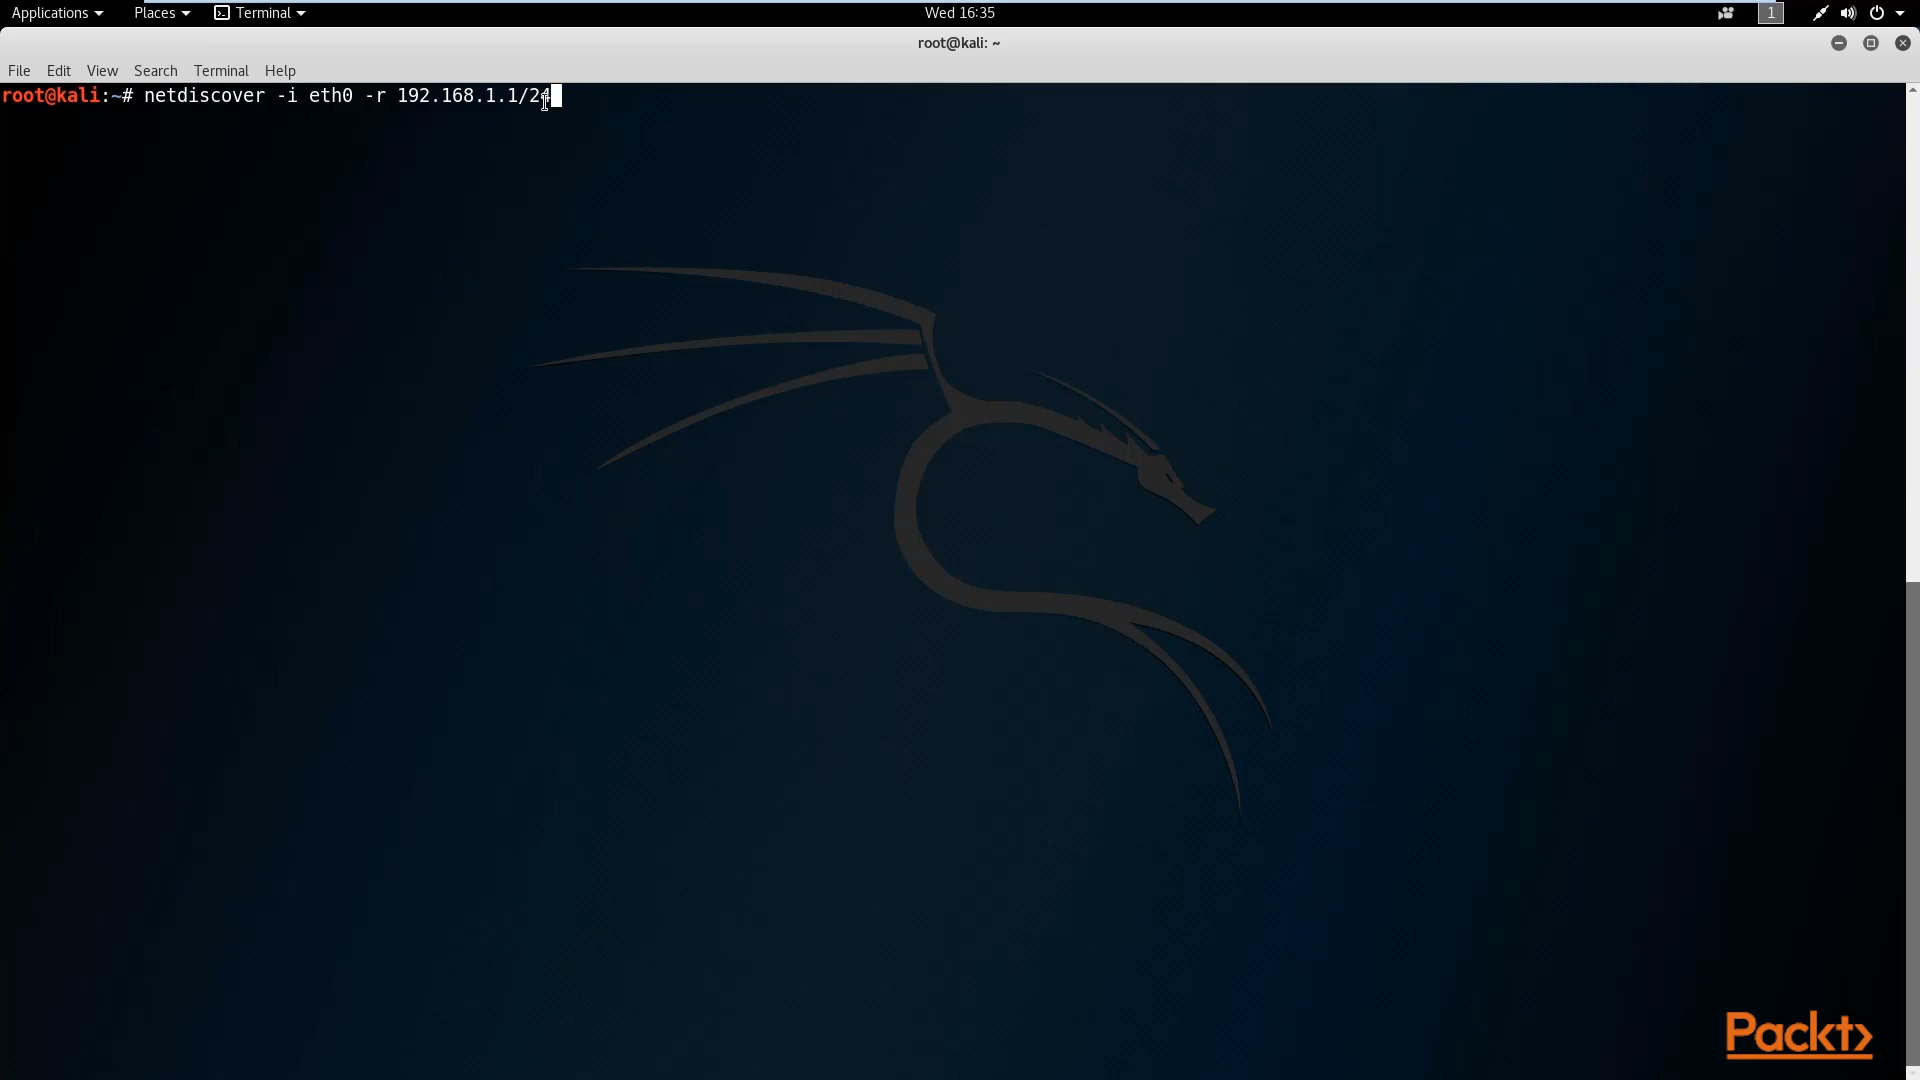 Applications Places Terminal Wed 16:35 1
root@kali: ~
File Edit View Search Terminal Help
root@kali:~# netdiscover -i eth0 -r 192.168.1.1/24
Packt